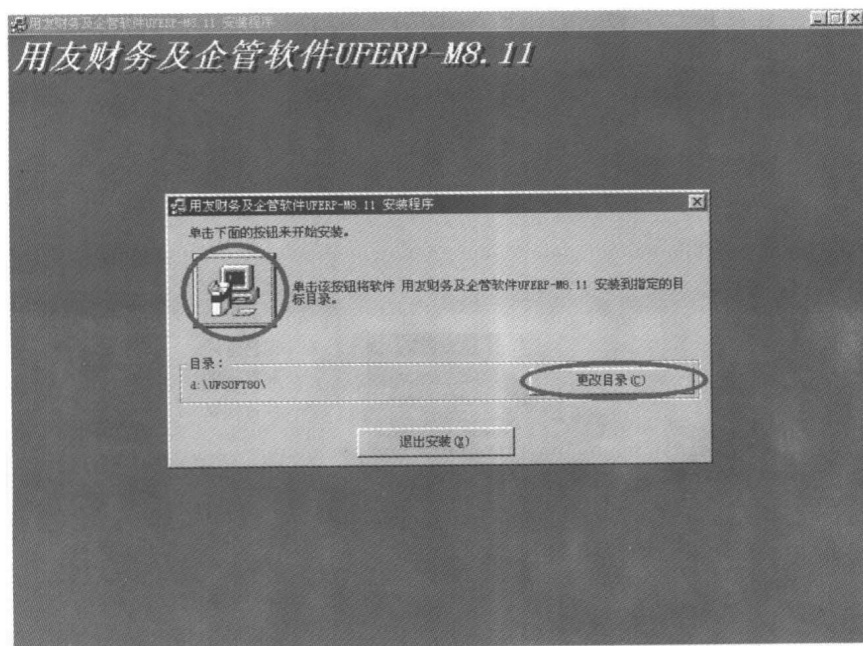 用友财务及企管软件UFERP-M8.11 安装程序
用友财务及企管软件UFERP-M8.11
用友财务及企管软件UFERP-M8.11 安装程序
单击下面的按钮来开始安装。
单击该按钮将软件 用友财务及企管软件UFERP-M8.11 安装到指定的目
标目录。
目录:
d:\UFSOFT80\
更改目录(C)
退出安装(X)